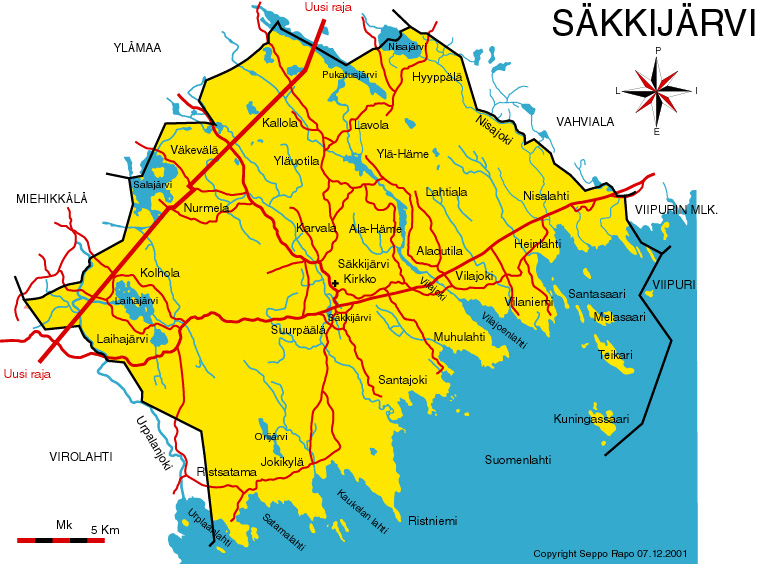 SÄKKIJÄRVI
Uusi raja
YLÄMAA
Nisajärvi
Pukatusjärvi
Hyyppälä
P
L
I
E
VAHVIALA
Kallola
Lavola
Nisajoki
Väkevälä
Yläuotila
Ylä-Häme
Salajärvi
Lahtiala
Nisalahti
MIEHIKKÄLÄ
Nurmela
VIIPURIN MLK.
Karvala
Ala-Häme
Heinlahti
Alaoutila
Säkkijärvi
Kirkko
Kolhola
Vilajoki
Vilajoki
VIIPURI
Laihajärvi
Vilaniemi
Santasaari
Säkkijärvi
Melasaari
Suurpäälä
Vilajoenlahti
Laihajärvi
Muhulahti
Teikari
Uusi raja
Santajoki
Kuningassaari
Urpalanjoki
Orijärvi
VIROLAHTI
Jokikylä
Suomenlahti
Ristsatama
Kaukelan lahti
Urplaanlahti
Satamalahti
Ristniemi
Mk
5 Km
Copyright Seppo Rapo 07.12.2001